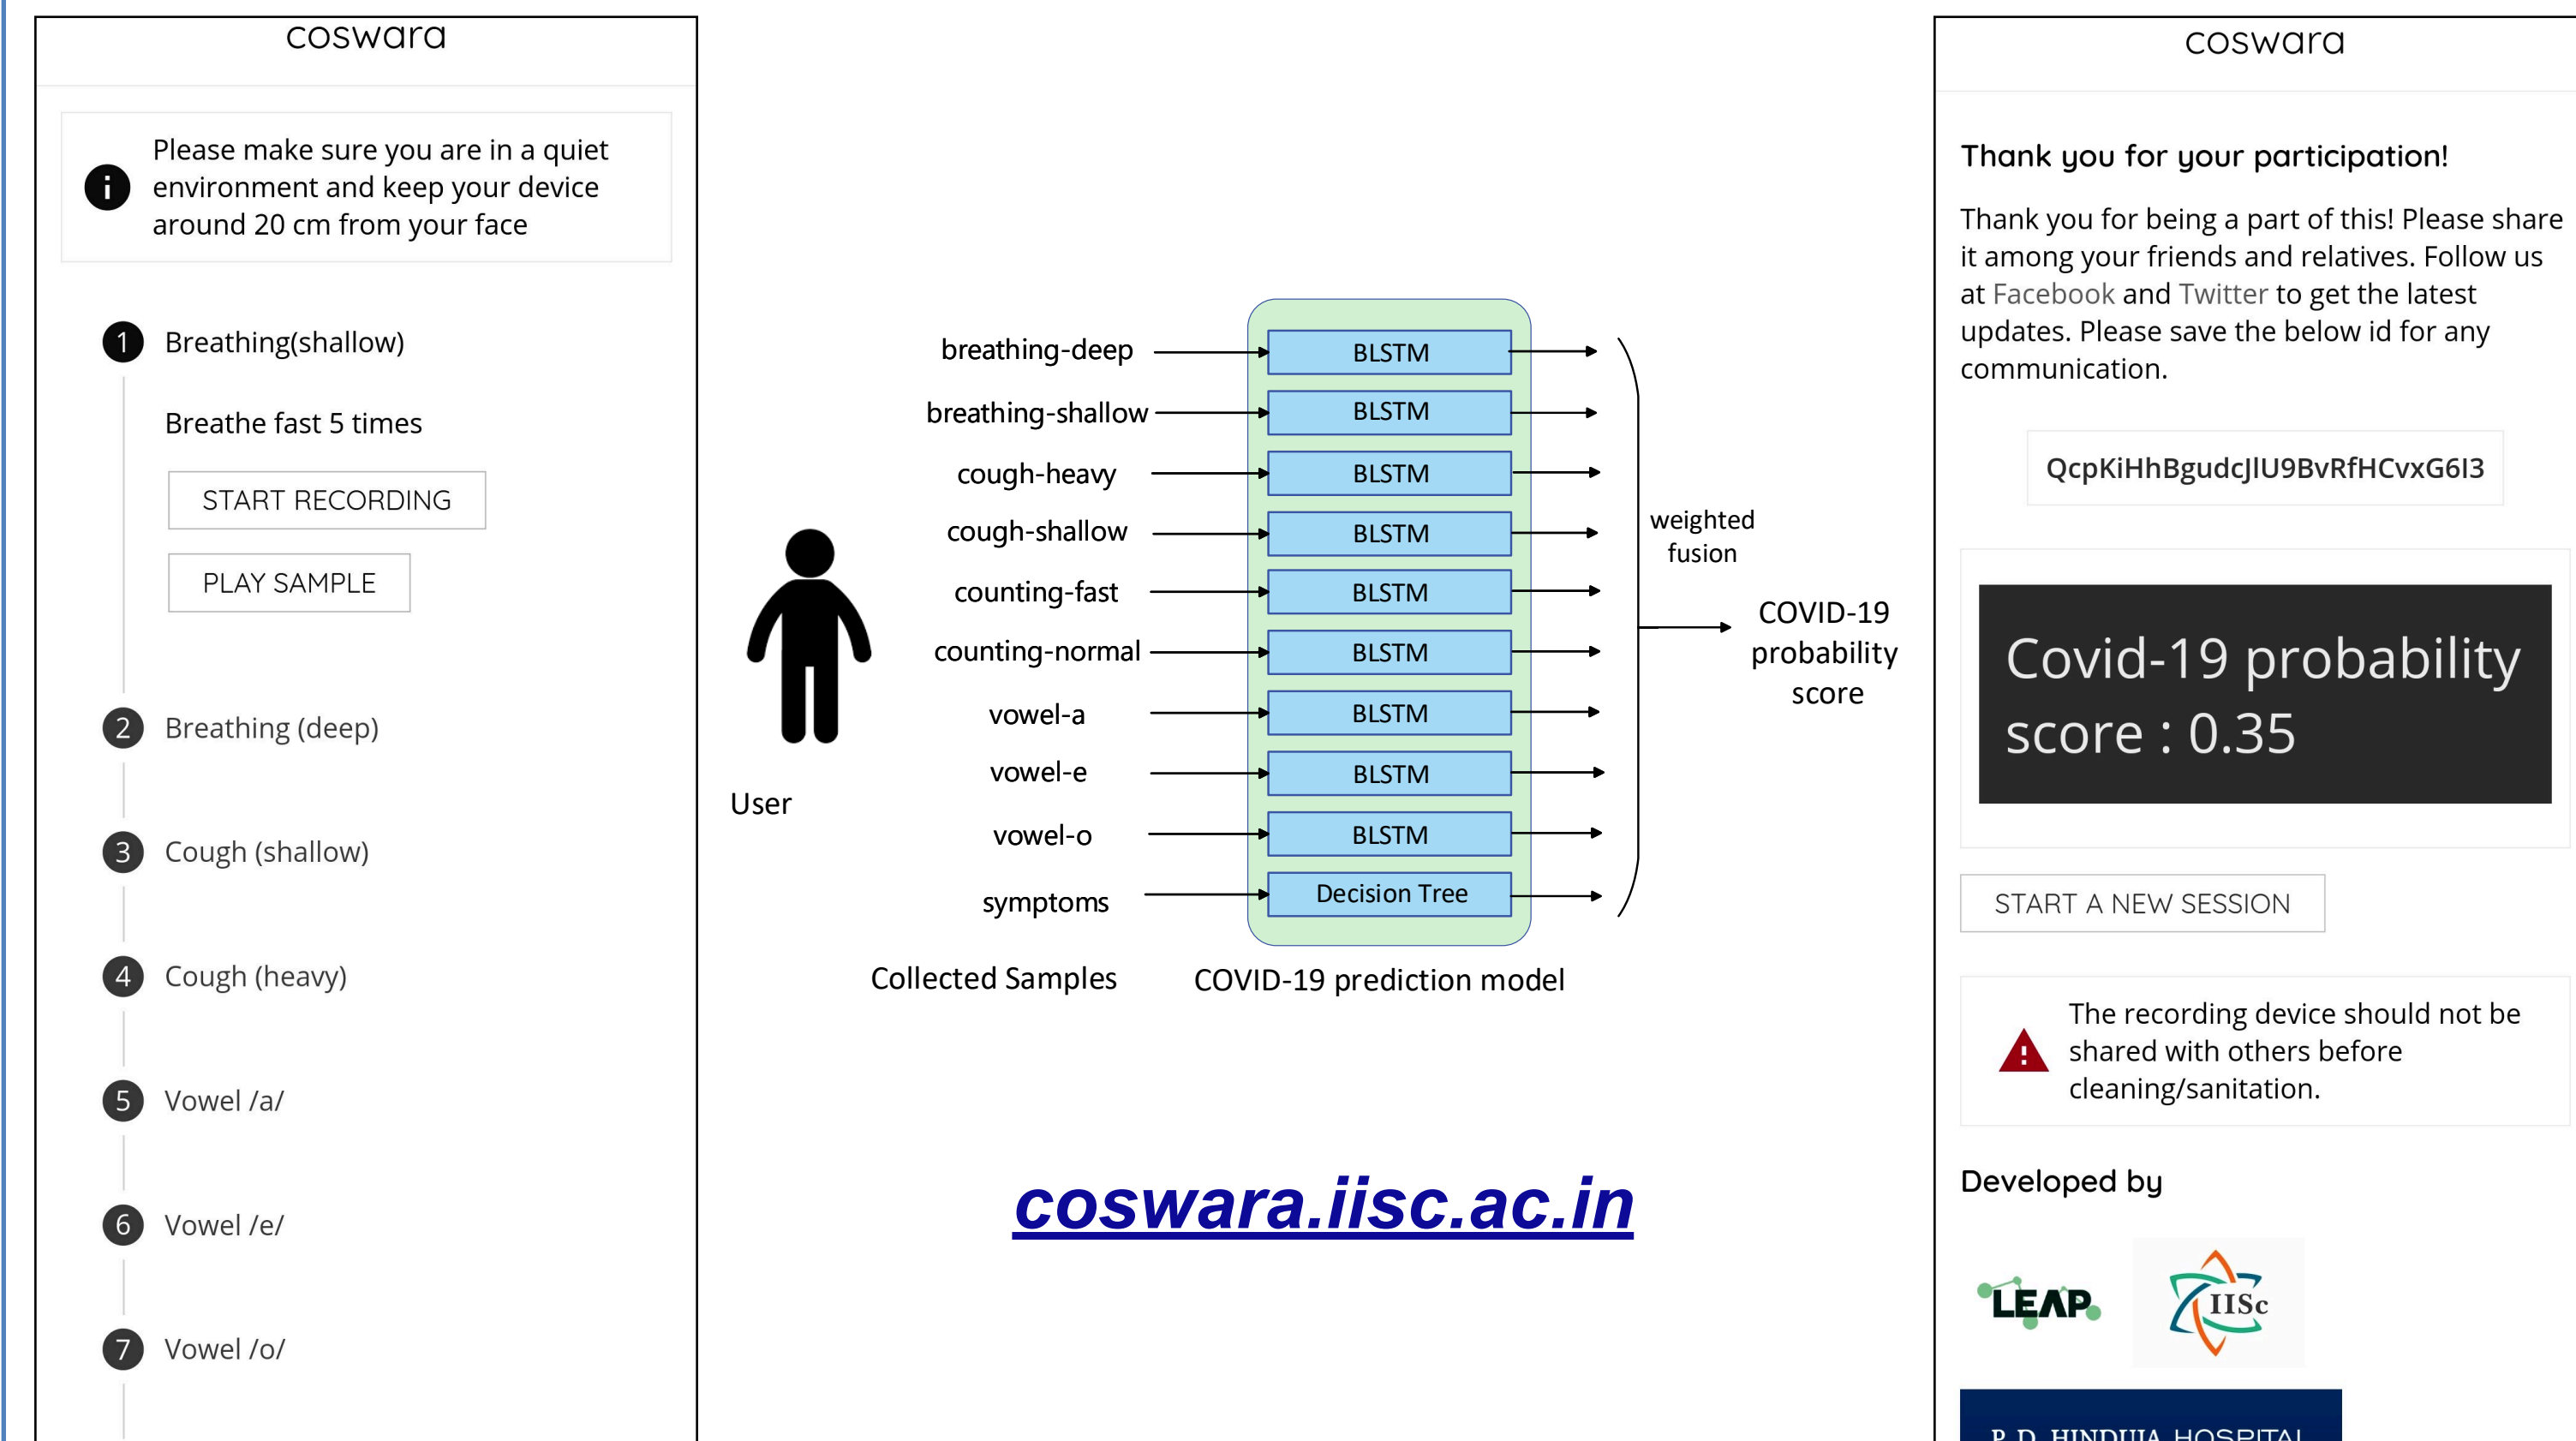 coswara
Please make sure you are in a quiet
environment and keep your device
around 20 cm from your face
1 Breathing(shallow)
Breathe fast 5 times
START RECORDING
PLAY SAMPLE
2 Breathing (deep)
3 Cough (shallow)
4 Cough (heavy)
5 Vowel /a/
6 Vowel /e/
7 Vowel /o/
User
breathing-deep
breathing-shallow
cough-heavy
cough-shallow
counting-fast
counting-normal
vowel-a
vowel-e
vowel-o
symptoms
Collected Samples
BLSTM
BLSTM
BLSTM
BLSTM
BLSTM
BLSTM
BLSTM
BLSTM
BLSTM
Decision Tree
COVID-19 prediction model
weighted
fusion
COVID-19
probability
score
coswara.iisc.ac.in
coswara
Thank you for your participation!
Thank you for being a part of this! Please share
it among your friends and relatives. Follow us
at Facebook and Twitter to get the latest
updates. Please save the below id for any
communication.
QcpKiHhBgudcJlU9BvRfHCvxG6I3
Covid-19 probability
score : 0.35
START A NEW SESSION
The recording device should not be
shared with others before
cleaning/sanitation.
Developed by
LEAP
IISc
P. D. HINDUJA HOSPITAL